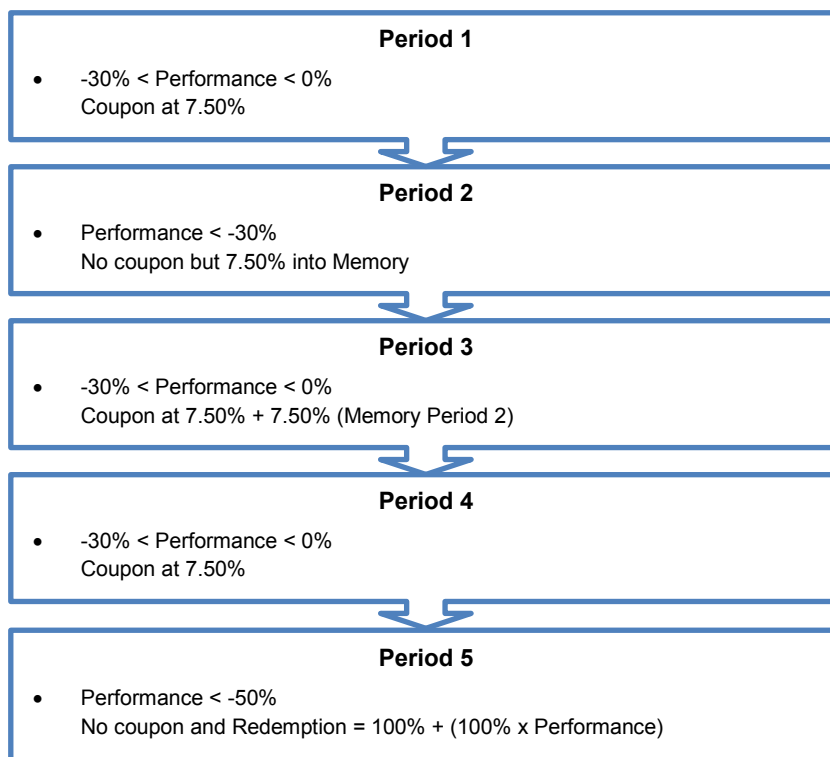 Period 1
• -30% < Performance < 0%
Coupon at 7.50%
Period 2
• Performance < -30%
No coupon but 7.50% into Memory
Period 3
• -30% < Performance < 0%
Coupon at 7.50% + 7.50% (Memory Period 2)
Period 4
• -30% < Performance < 0%
Coupon at 7.50%
Period 5
• Performance < -50%
No coupon and Redemption = 100% + (100% x Performance)